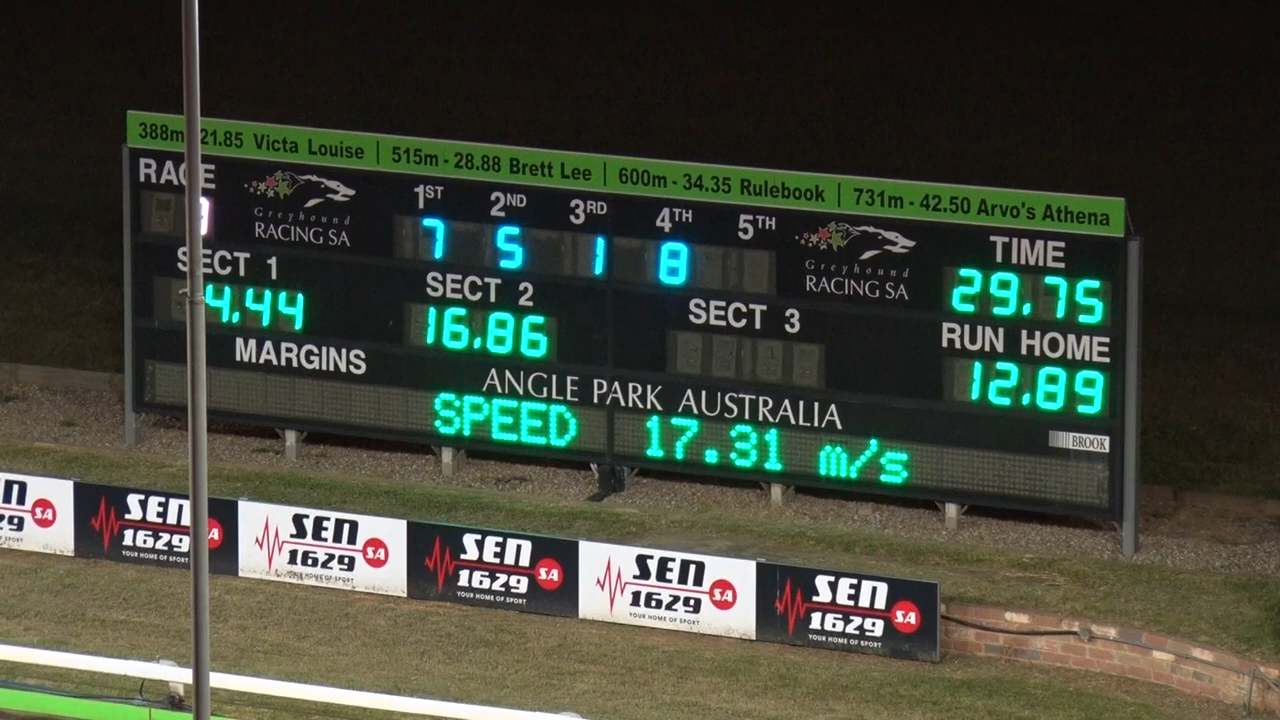 388m 21.85 Victa Louise | 515m - 28.88 Brett Lee | 600m - 34.35 Rulebook | 731m - 42.50 Arvo's Athena
RACE
Greyhound
RACING SA
1ST 2ND 3RD 4TH 5TH
7 5 1 8
Greyhound
RACING SA
TIME
29.75
SECT 1
4.44
SECT 2
16.86
SECT 3
RUN HOME
12.89
MARGINS
ANGLE PARK AUSTRALIA
SPEED 17.31 m/s
BROOK
SA
SEN SA
1629
YOUR HOME OF SPORT
SEN SA
1629
YOUR HOME OF SPORT
SEN SA
1629
YOUR HOME OF SPORT
SEN SA
1629
YOUR HOME OF SPORT
SEN SA
1629
YOUR HOME OF SPORT